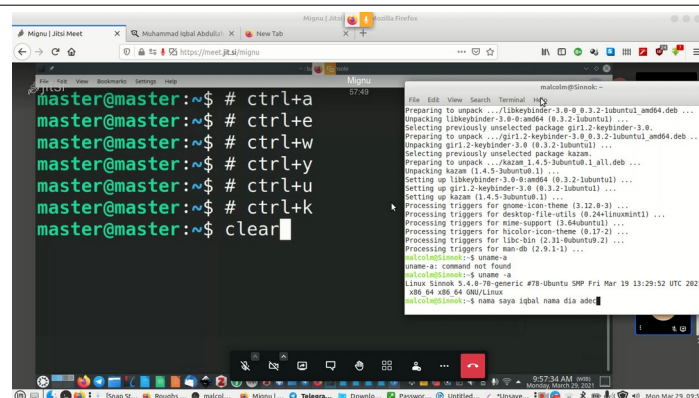 Mignu | Jitsi
Mozilla Firefox
Mignu | Jitsi Meet
Muhammad Iqbal Abdullah
New Tab
https://meet.jit.si/mignu
File Edit View Bookmarks Settings Help
Mignu
57:49
master@master:~$ # ctrl+a
master@master:~$ # ctrl+e
master@master:~$ # ctrl+w
master@master:~$ # ctrl+y
master@master:~$ # ctrl+u
master@master:~$ # ctrl+k
master@master:~$ clear
malcolm@Sinnok: ~
File Edit View Search Terminal Help
Preparing to unpack .../libkeybinder-3.0-0_0.3.2-1ubuntu1_amd64.deb ...
Unpacking libkeybinder-3.0-0:amd64 (0.3.2-1ubuntu1) ...
Selecting previously unselected package gir1.2-keybinder-3.0.
Preparing to unpack .../gir1.2-keybinder-3.0_0.3.2-1ubuntu1_amd64.deb ..
Unpacking gir1.2-keybinder-3.0 (0.3.2-1ubuntu1) ...
Selecting previously unselected package kazam.
Preparing to unpack .../kazam_1.4.5-3ubuntu0.1_all.deb ...
Unpacking kazam (1.4.5-3ubuntu0.1) ...
Setting up libkeybinder-3.0-0:amd64 (0.3.2-1ubuntu1) ...
Setting up gir1.2-keybinder-3.0 (0.3.2-1ubuntu1) ...
Setting up kazam (1.4.5-3ubuntu0.1) ...
Processing triggers for gnome-icon-theme (3.12.0-3) ...
Processing triggers for desktop-file-utils (0.24+linuxmint1) ...
Processing triggers for mime-support (3.64ubuntu1) ...
Processing triggers for hicolor-icon-theme (0.17-2) ...
Processing triggers for libc-bin (2.31-0ubuntu9.2) ...
Processing triggers for man-db (2.9.1-1) ...
malcolm@Sinnok:~$ uname-a
uname-a: command not found
malcolm@Sinnok:~$ uname -a
Linux Sinnok 5.4.0-70-generic #78-Ubuntu SMP Fri Mar 19 13:29:52 UTC 202
x86_64 x86_64 GNU/Linux
malcolm@Sinnok:~$ nama saya iqbal nama dia adec
9:57:34 AM (WIB)
Monday, March 29, 2021
[Snap St...
Roughs ...
malcol...
Mignu | ...
Telegra...
Downlo...
Passwor...
Untitled ...
*Unsave...
Mon Mar 29, 09:5